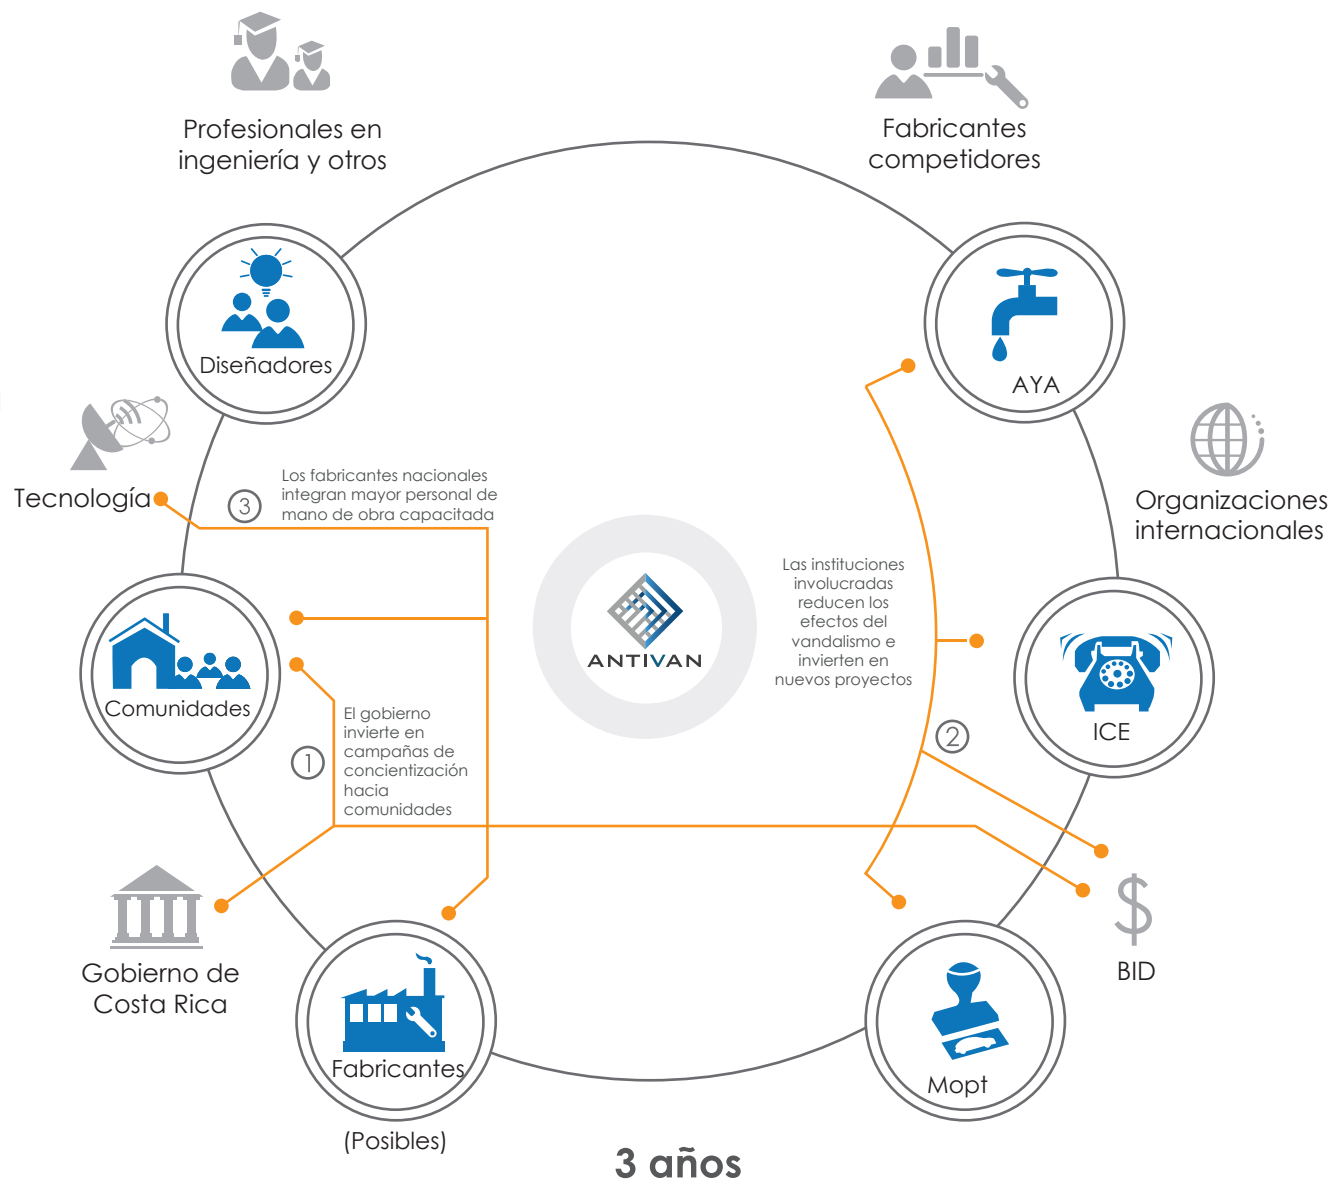 Profesionales en
ingeniería y otros
Fabricantes
competidores
Diseñadores
AYA
Tecnología
3
Los fabricantes nacionales
integran mayor personal de
mano de obra capacitada
Organizaciones
internacionales
Las instituciones
involucradas
reducen los
efectos del
vandalismo e
invierten en
nuevos proyectos
ANTIVAN
Comunidades
ICE
2
1
El gobierno
invierte en
campañas de
concientización
hacia
comunidades
Gobierno de
Costa Rica
$
BID
Fabricantes
(Posibles)
Mopt
3 años